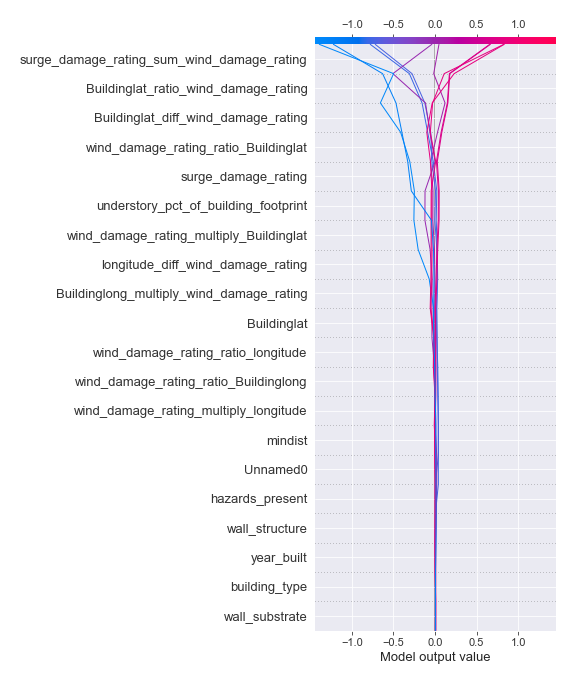 −1.0 −0.5 0.0 0.5 1.0
surge_damage_rating_sum_wind_damage_rating
Buildinglat_ratio_wind_damage_rating
Buildinglat_diff_wind_damage_rating
wind_damage_rating_ratio_Buildinglat
surge_damage_rating
understory_pct_of_building_footprint
wind_damage_rating_multiply_Buildinglat
longitude_diff_wind_damage_rating
Buildinglong_multiply_wind_damage_rating
Buildinglat
wind_damage_rating_ratio_longitude
wind_damage_rating_ratio_Buildinglong
wind_damage_rating_multiply_longitude
mindist
Unnamed0
hazards_present
wall_structure
year_built
building_type
wall_substrate
−1.0 −0.5 0.0 0.5 1.0
Model output value